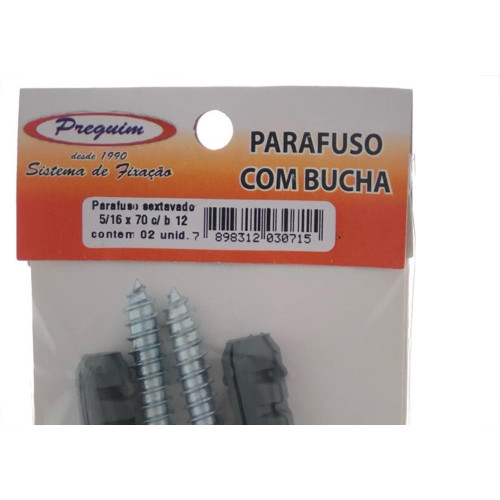 Preguim
desde 1990
Sistema de Fixação
PARAFUSO
COM BUCHA
Parafuso sextavado
5/16 x 70 c/ b 12
contem 02 unid.
7 898312 030715